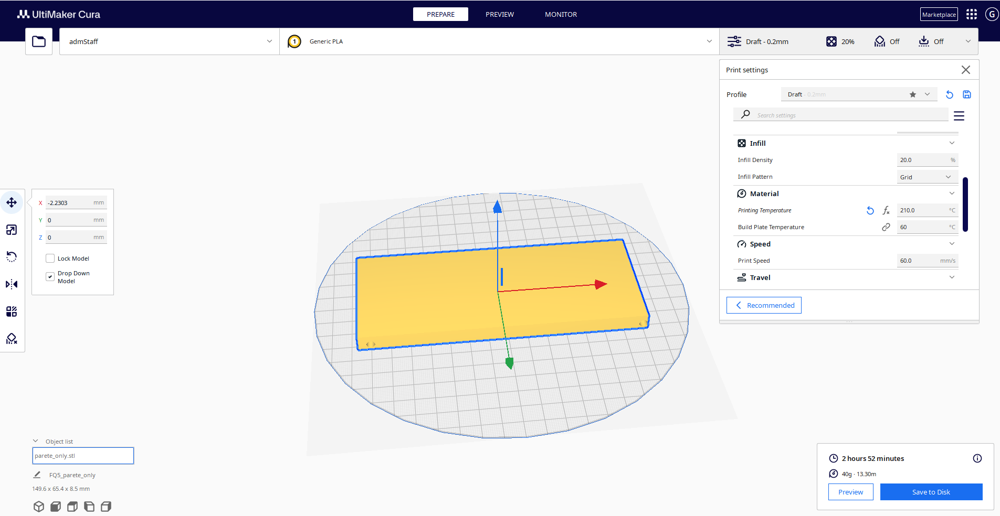 UltiMaker Cura
PREPARE
PREVIEW
MONITOR
Marketplace
G
admStaff
1
Generic PLA
Draft - 0.2mm
20%
Off
Off
Print settings
Profile
Draft - 0.2mm
Search settings
Infill
Infill Density
20.0 %
Infill Pattern
Grid
Material
Printing Temperature
210.0 °C
Build Plate Temperature
60 °C
Speed
Print Speed
60.0 mm/s
Travel
Recommended
X -2.2303 mm
Y 0 mm
Z 0 mm
Lock Model
Drop Down
Model
Object list
parete_only.stl
FQ5_parete_only
149.6 x 65.4 x 8.5 mm
2 hours 52 minutes
40g · 13.30m
Preview
Save to Disk